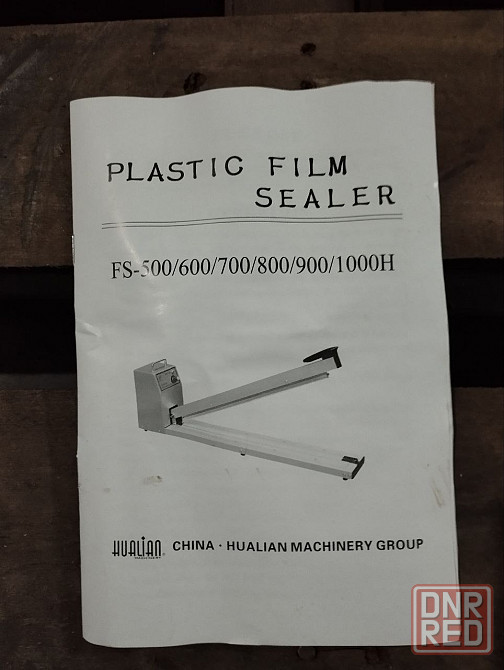 PLASTIC FILM
SEALER
FS-500/600/700/800/900/1000H
HUALIAN CHINA · HUALIAN MACHINERY GROUP
DNR
RED